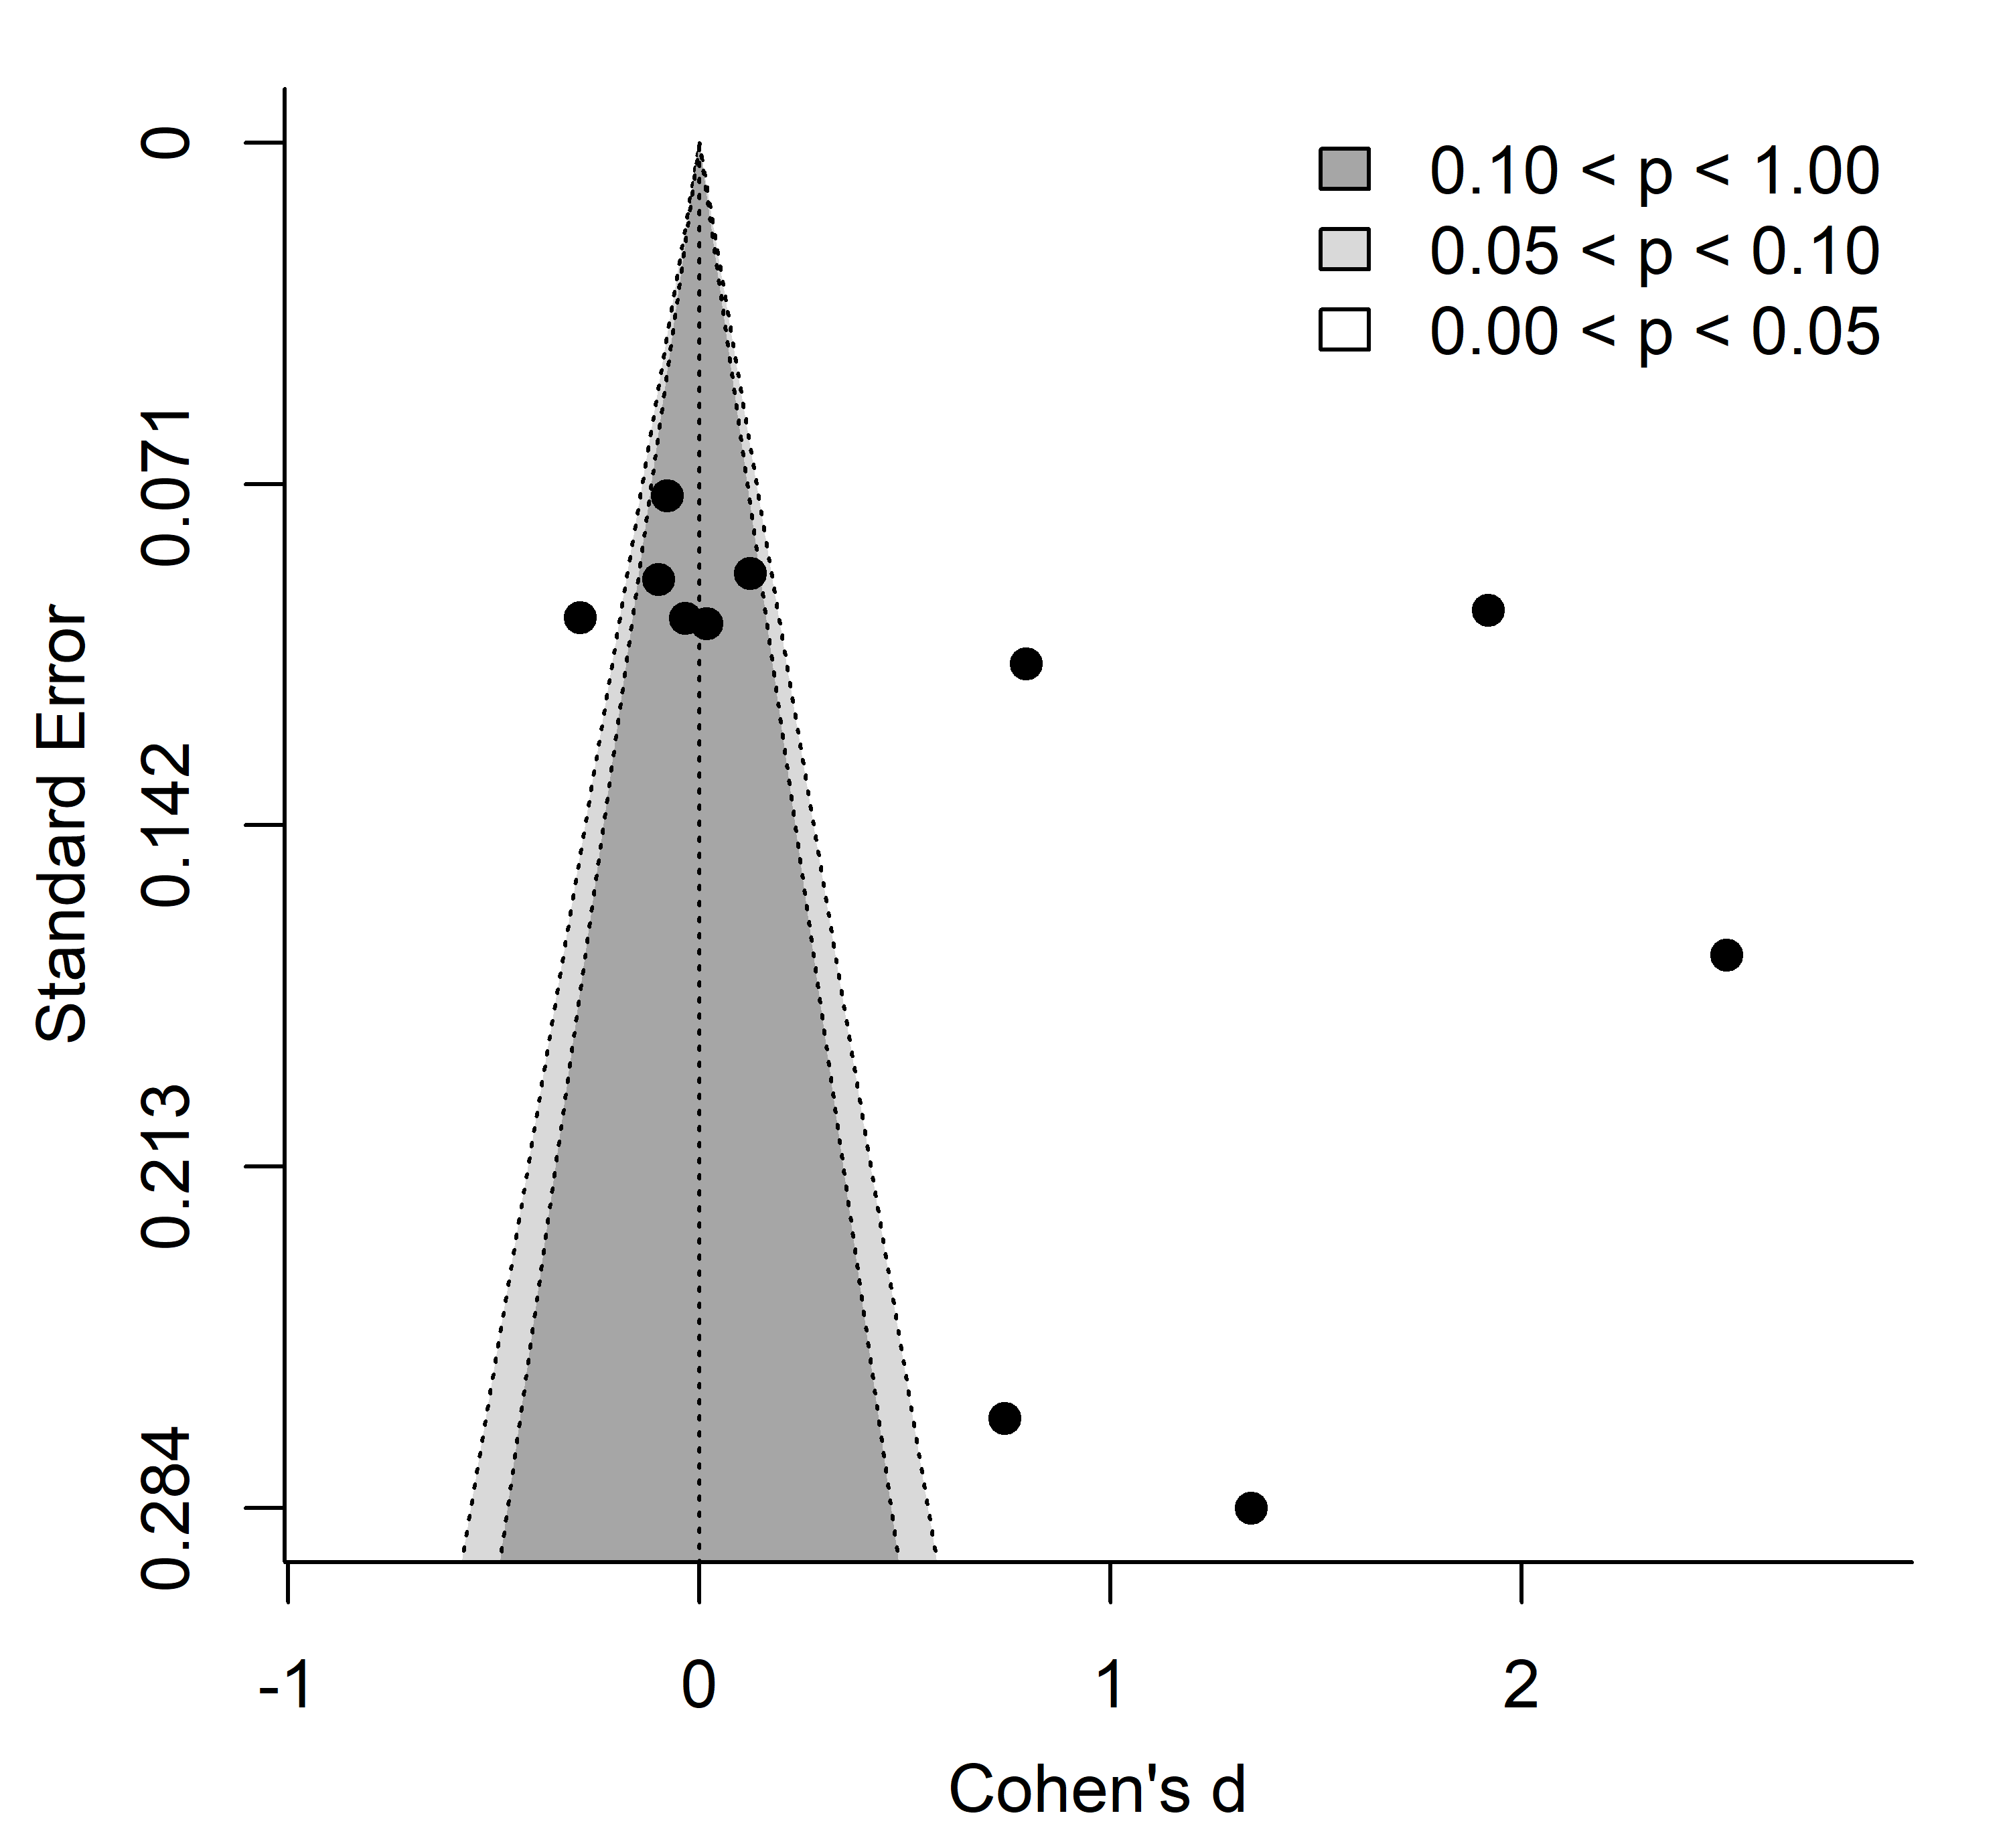 0.10 < p < 1.00
0.05 < p < 0.10
0.00 < p < 0.05
Standard Error
0
0.071
0.142
0.213
0.284
-1
0
1
2
Cohen's d